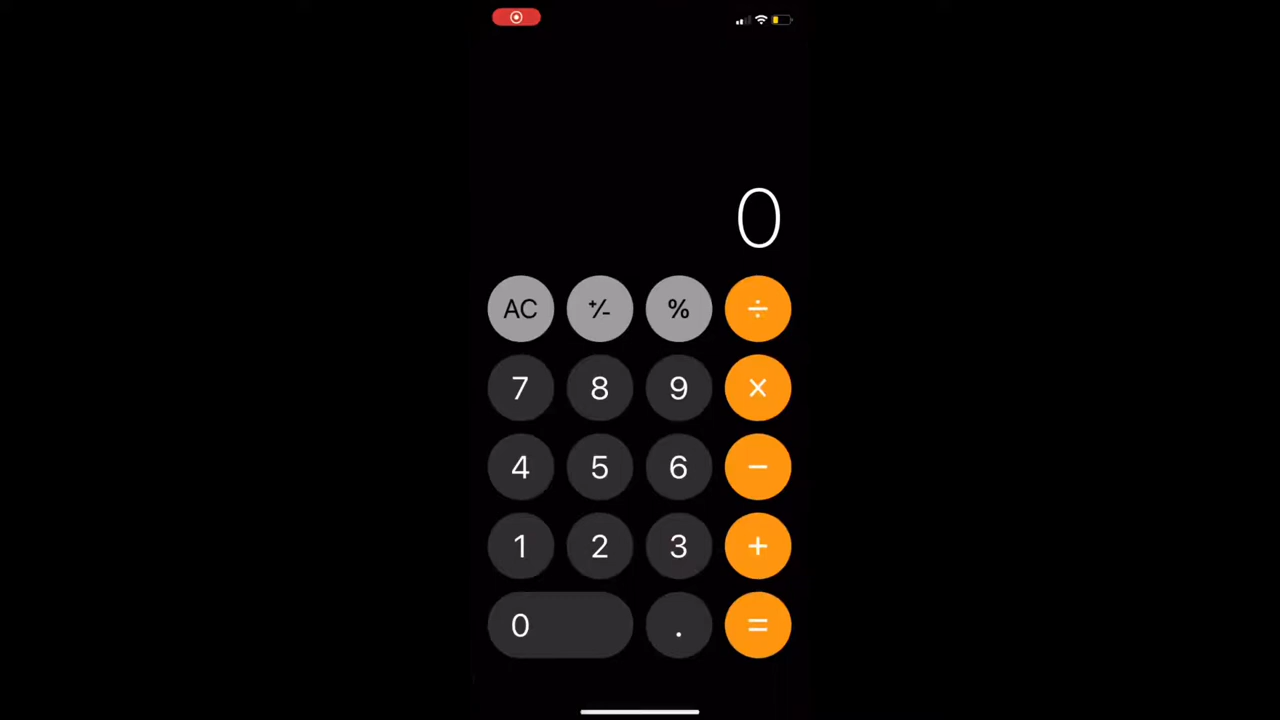 0
AC +/- % ÷
7 8 9 ×
4 5 6 −
1 2 3 +
0 . =